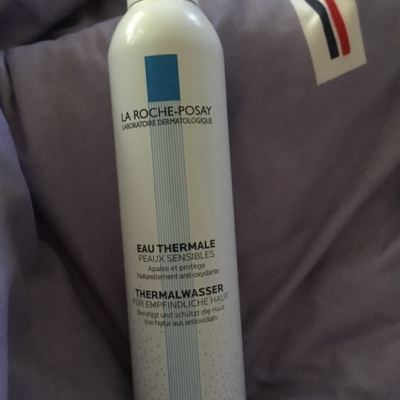 LA ROCHE-POSAY
LABORATOIRE DERMATOLOGIQUE
EAU THERMALE
PEAUX SENSIBLES
Apaise et protège
Naturellement anti-oxydante
THERMALWASSER
FÜR EMPFINDLICHE HAUT
Beruhigt und schützt die Haut
Von Natur aus antioxidativ